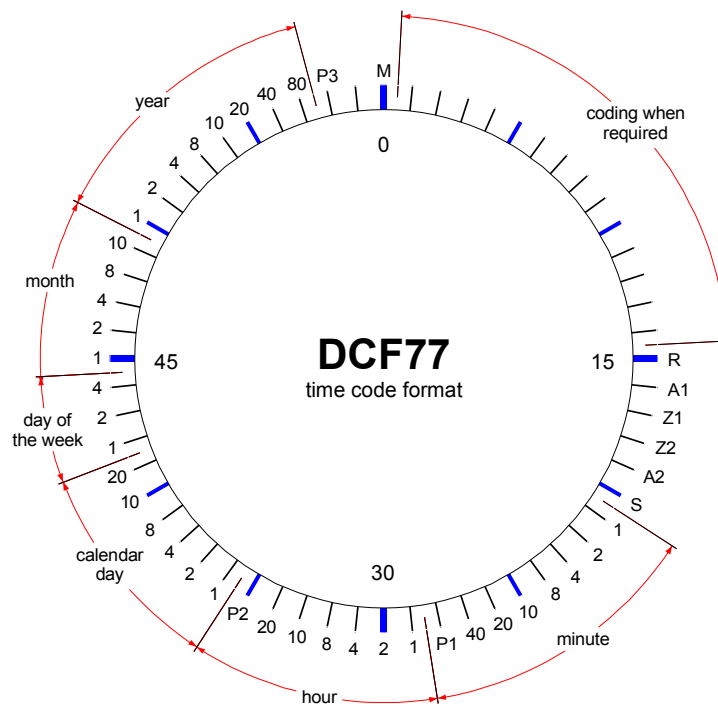 M
0
coding when
required
R
A1
Z1
Z2
A2
S
15
1
2
4
8
10
20
40
P1
minute
30
1
2
4
8
10
20
P2
hour
1
2
4
8
10
20
calendar
day
1
2
4
day of
the week
45
1
2
4
8
10
month
1
2
4
8
10
20
40
80
year
P3
DCF77
time code format